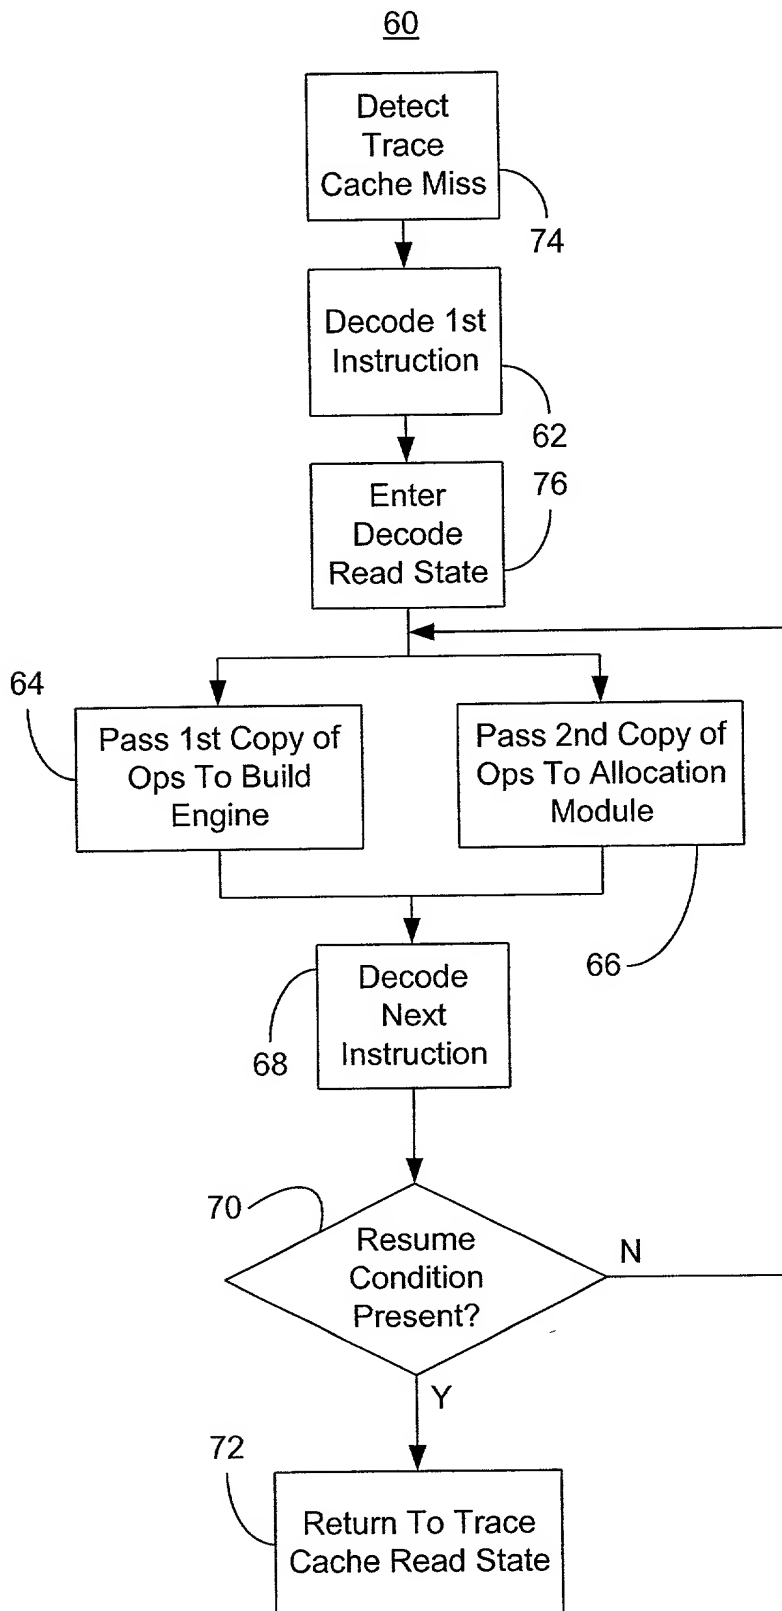 60
Detect
Trace
Cache Miss
74
Decode 1st
Instruction
62
76
Enter
Decode
Read State
64
Pass 1st Copy of
Ops To Build
Engine
Pass 2nd Copy of
Ops To Allocation
Module
66
Decode
Next
Instruction
68
70
Resume
Condition
Present?
N
Y
72
Return To Trace
Cache Read State